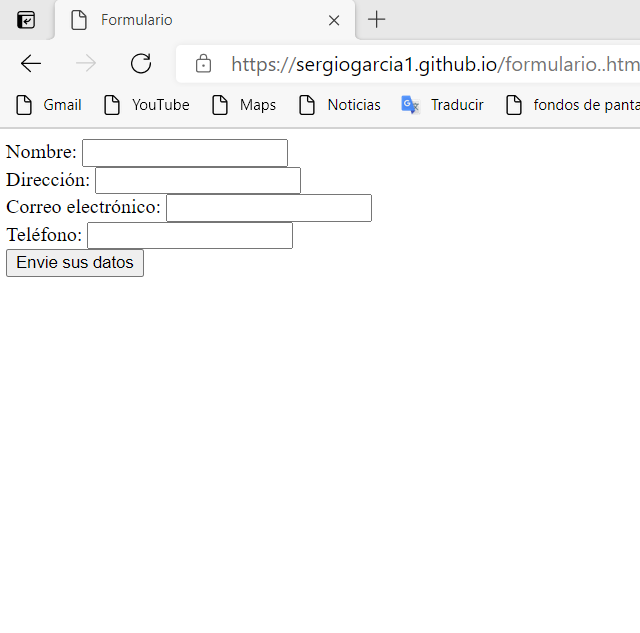 Formulario
https://sergiogarcia1.github.io/formulario..htm
Gmail YouTube Maps Noticias Traducir fondos de panta
Nombre:
Dirección:
Correo electrónico:
Teléfono:
Envie sus datos